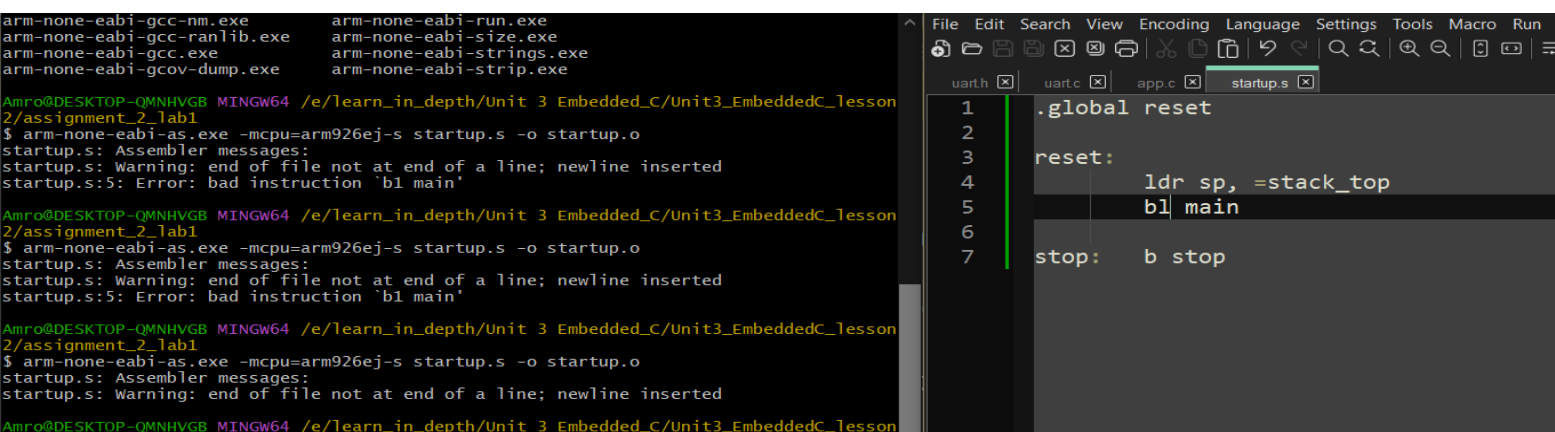 arm-none-eabi-gcc-nm.exe arm-none-eabi-run.exe
arm-none-eabi-gcc-ranlib.exe arm-none-eabi-size.exe
arm-none-eabi-gcc.exe arm-none-eabi-strings.exe
arm-none-eabi-gcov-dump.exe arm-none-eabi-strip.exe
Amro@DESKTOP-QMNHVGB MINGW64 /e/learn_in_depth/Unit 3 Embedded_C/Unit3_EmbeddedC_lesson
2/assignment_2_lab1
$ arm-none-eabi-as.exe -mcpu=arm926ej-s startup.s -o startup.o
startup.s: Assembler messages:
startup.s: Warning: end of file not at end of a line; newline inserted
startup.s:5: Error: bad instruction `b1 main'
Amro@DESKTOP-QMNHVGB MINGW64 /e/learn_in_depth/Unit 3 Embedded_C/Unit3_EmbeddedC_lesson
2/assignment_2_lab1
$ arm-none-eabi-as.exe -mcpu=arm926ej-s startup.s -o startup.o
startup.s: Assembler messages:
startup.s: Warning: end of file not at end of a line; newline inserted
startup.s:5: Error: bad instruction `b1 main'
Amro@DESKTOP-QMNHVGB MINGW64 /e/learn_in_depth/Unit 3 Embedded_C/Unit3_EmbeddedC_lesson
2/assignment_2_lab1
$ arm-none-eabi-as.exe -mcpu=arm926ej-s startup.s -o startup.o
startup.s: Assembler messages:
startup.s: Warning: end of file not at end of a line; newline inserted
Amro@DESKTOP-QMNHVGB MINGW64 /e/learn_in_depth/Unit 3 Embedded_C/Unit3_EmbeddedC_lesson
File Edit Search View Encoding Language Settings Tools Macro Run
uart.h uart.c app.c startup.s
1 .global reset
2
3 reset:
4 ldr sp, =stack_top
5 bl main
6
7 stop: b stop